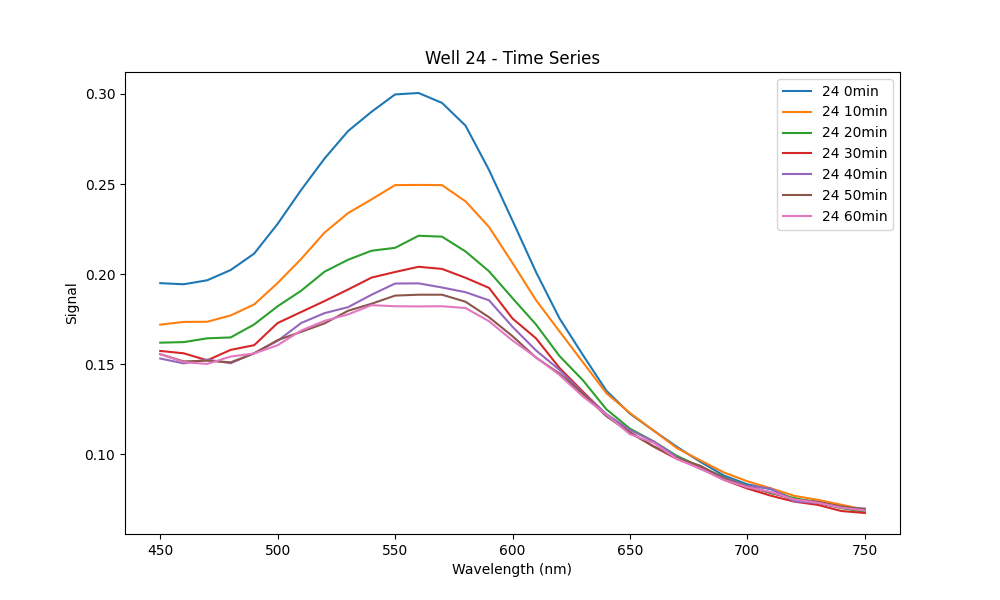 Well 24 - Time Series
24 0min
24 10min
24 20min
24 30min
24 40min
24 50min
24 60min
0.30
0.25
0.20
0.15
0.10
Signal
450 500 550 600 650 700 750
Wavelength (nm)